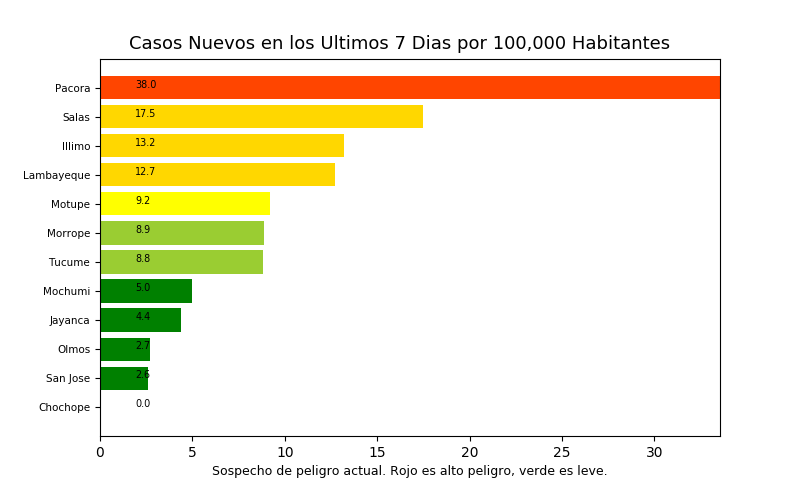 Casos Nuevos en los Ultimos 7 Dias por 100,000 Habitantes
Pacora 38.0
Salas 17.5
Illimo 13.2
Lambayeque 12.7
Motupe 9.2
Morrope 8.9
Tucume 8.8
Mochumi 5.0
Jayanca 4.4
Olmos 2.7
San Jose 2.6
Chochope 0.0
0 5 10 15 20 25 30
Sospecho de peligro actual. Rojo es alto peligro, verde es leve.